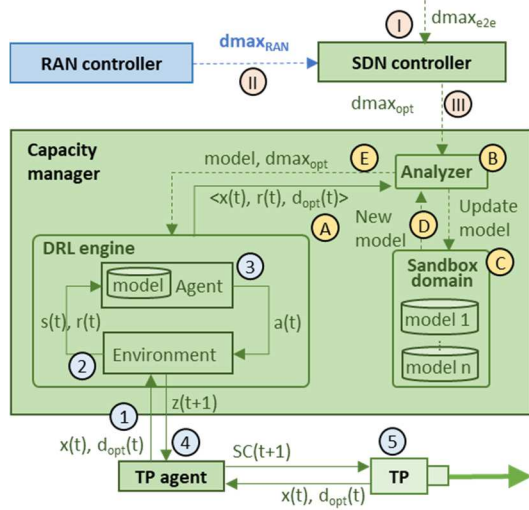 I
dmax_e2e
dmax_RAN
RAN controller
SDN controller
II
dmax_opt
III
Capacity
manager
model, dmax_opt
E
Analyzer
B
<x(t), r(t), d_opt(t)>
A
New
model
D
Update
model
DRL engine
3
model
Agent
s(t), r(t)
a(t)
Environment
2
Sandbox
domain
C
model 1
model n
1
z(t+1)
x(t), d_opt(t)
4
TP agent
SC(t+1)
5
TP
x(t), d_opt(t)